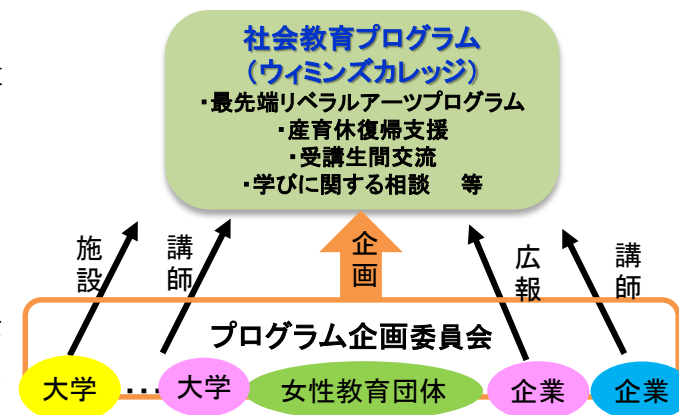 社会教育プログラム
（ウィミンズカレッジ）
・最先端リベラルアーツプログラム
・産育休復帰支援
・受講生間交流
・学びに関する相談　等
施設
講師
企画
広報
講師
プログラム企画委員会
大学
…
大学
女性教育団体
企業
企業